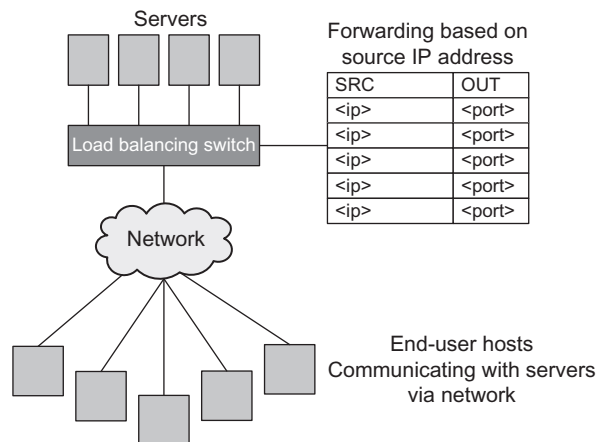 Servers
Forwarding based on
source IP address
SRC OUT
<ip> <port>
<ip> <port>
<ip> <port>
<ip> <port>
<ip> <port>
Load balancing switch
Network
End-user hosts
Communicating with servers
via network